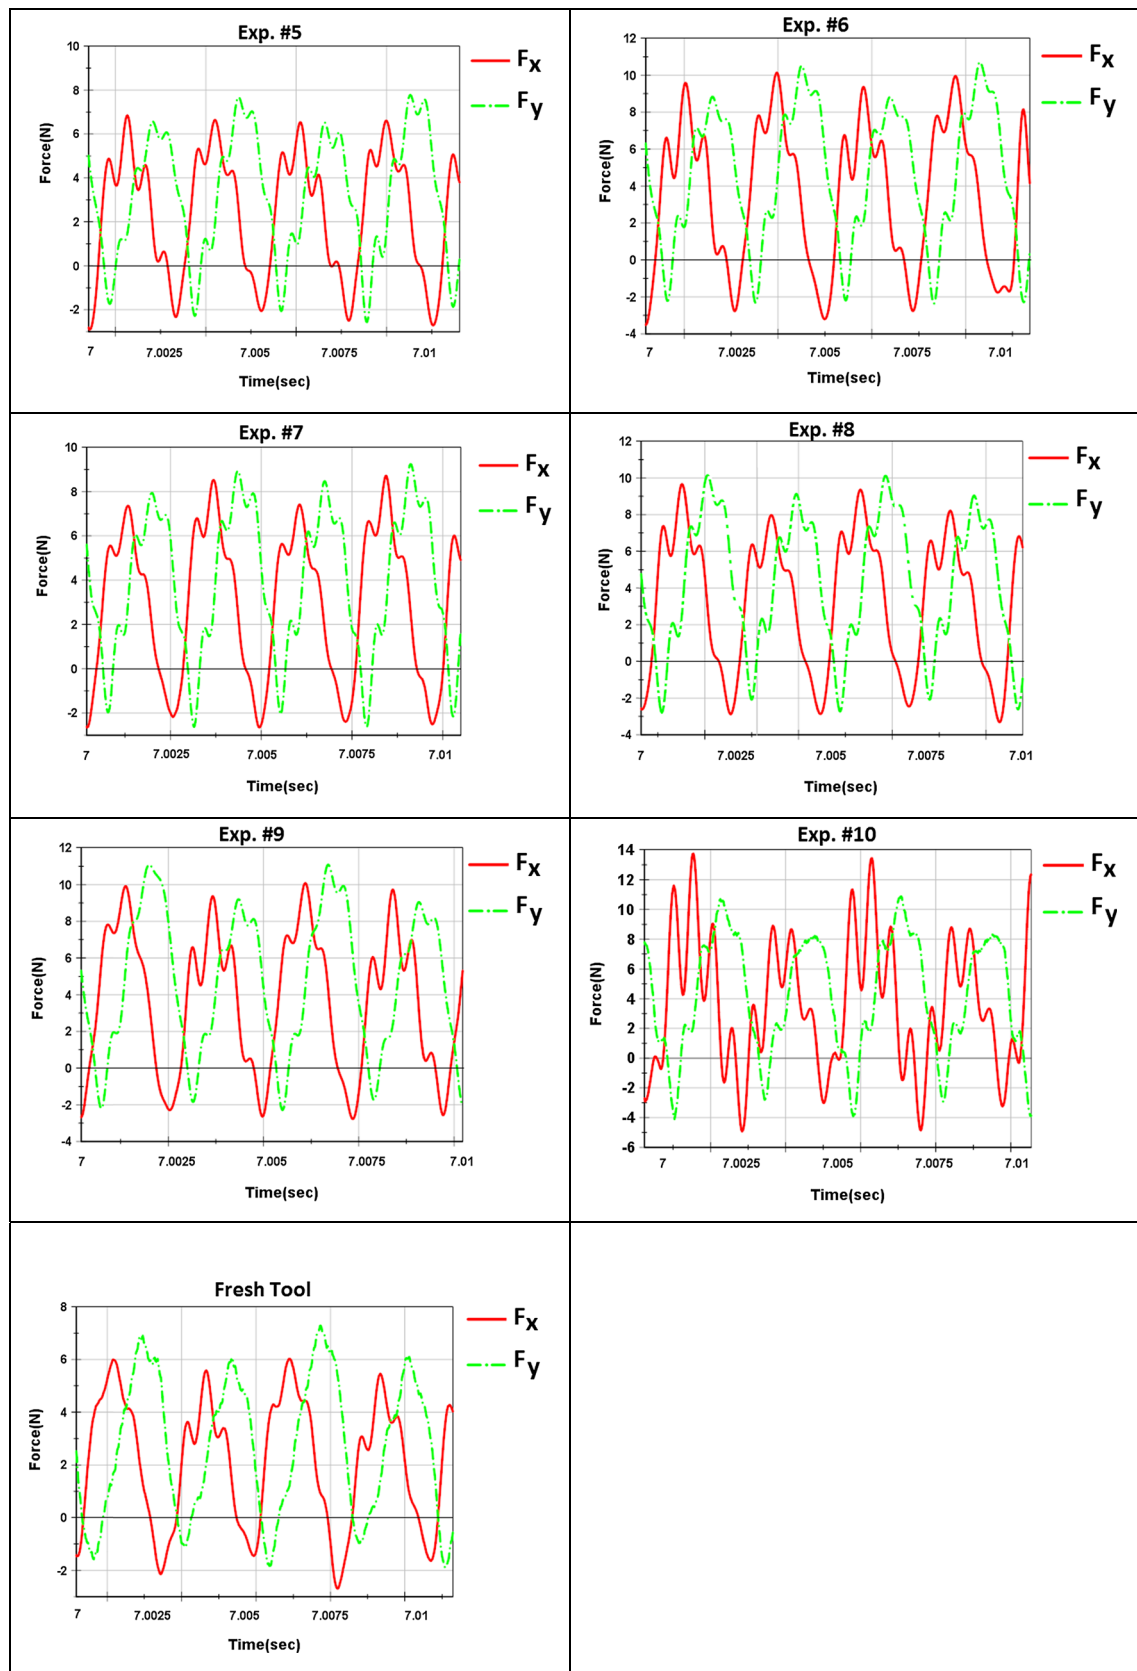 Exp. #5
10
8
6
4
2
0
-2
Force(N)
7 7.0025 7.005 7.0075 7.01
Time(sec)
Fx
Fy
Exp. #6
12
10
8
6
4
2
0
-2
-4
Force(N)
7 7.0025 7.005 7.0075 7.01
Time(sec)
Fx
Fy
Exp. #7
10
8
6
4
2
0
-2
Force(N)
7 7.0025 7.005 7.0075 7.01
Time(sec)
Fx
Fy
Exp. #8
12
10
8
6
4
2
0
-2
-4
Force(N)
7 7.0025 7.005 7.0075 7.01
Time(sec)
Fx
Fy
Exp. #9
12
10
8
6
4
2
0
-2
-4
Force(N)
7 7.0025 7.005 7.0075 7.01
Time(sec)
Fx
Fy
Exp. #10
14
12
10
8
6
4
2
0
-2
-4
-6
Force(N)
7 7.0025 7.005 7.0075 7.01
Time(sec)
Fx
Fy
Fresh Tool
8
6
4
2
0
-2
Force(N)
7 7.0025 7.005 7.0075 7.01
Time(sec)
Fx
Fy